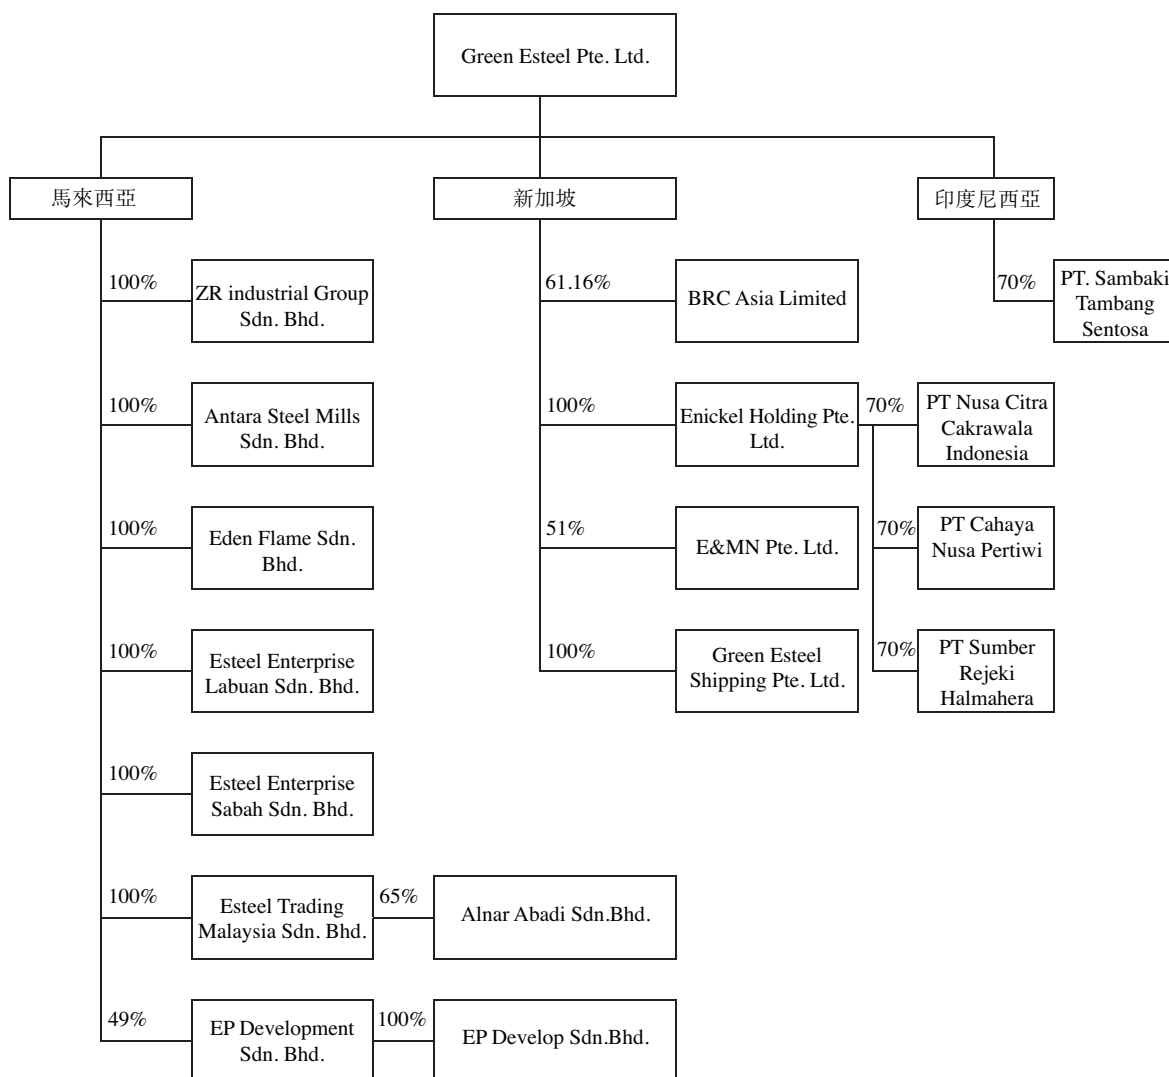 Green Esteel Pte. Ltd.
馬來西亞
新加坡
印度尼西亞
100%
ZR industrial Group
Sdn. Bhd.
61.16%
BRC Asia Limited
70%
PT. Sambaki
Tambang
Sentosa
100%
Antara Steel Mills
Sdn. Bhd.
100%
Enickel Holding Pte.
Ltd.
70%
PT Nusa Citra
Cakrawala
Indonesia
100%
Eden Flame Sdn.
Bhd.
51%
E&MN Pte. Ltd.
70%
PT Cahaya
Nusa Pertiwi
100%
Esteel Enterprise
Labuan Sdn. Bhd.
100%
Green Esteel
Shipping Pte. Ltd.
70%
PT Sumber
Rejeki
Halmahera
100%
Esteel Enterprise
Sabah Sdn. Bhd.
100%
Esteel Trading
Malaysia Sdn. Bhd.
65%
Alnar Abadi Sdn.Bhd.
49%
EP Development
Sdn. Bhd.
100%
EP Develop Sdn.Bhd.